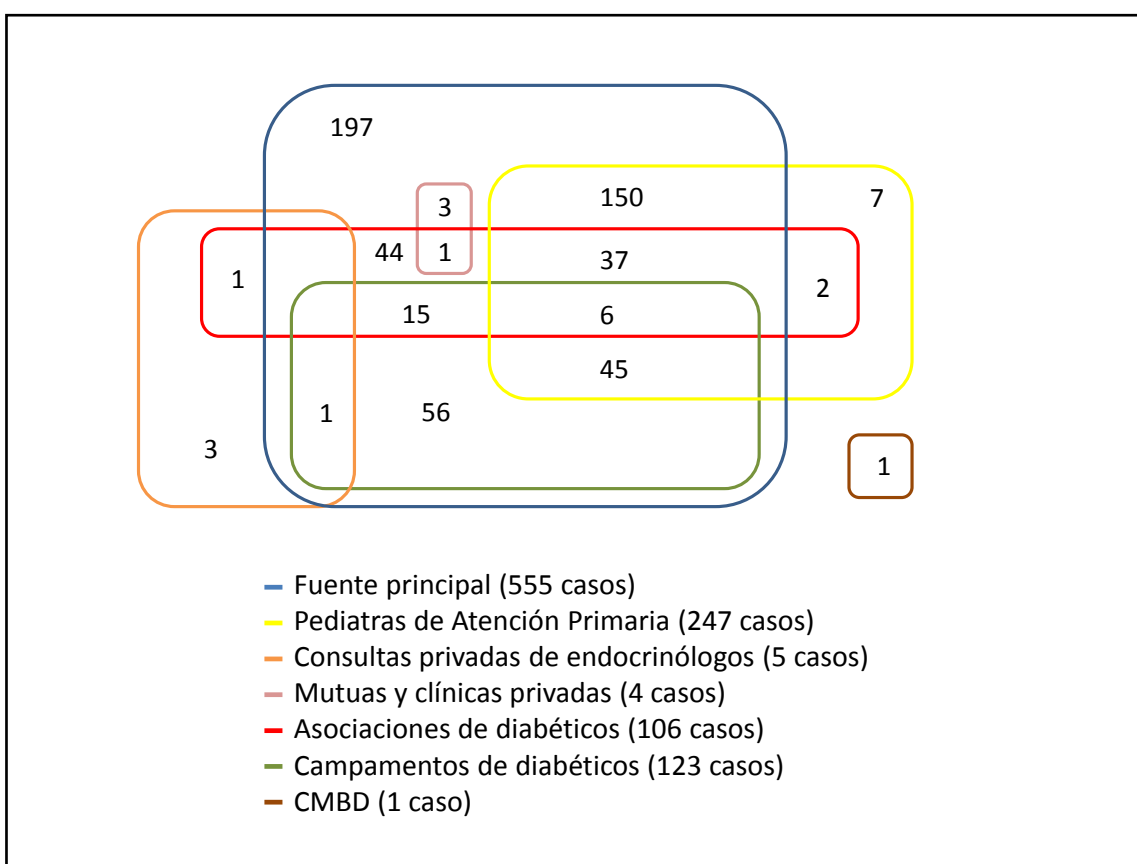 197
150
7
3
44
1
37
1
2
15
6
45
1
56
3
1
Fuente principal (555 casos)
Pediatras de Atención Primaria (247 casos)
Consultas privadas de endocrinólogos (5 casos)
Mutuas y clínicas privadas (4 casos)
Asociaciones de diabéticos (106 casos)
Campamentos de diabéticos (123 casos)
CMBD (1 caso)